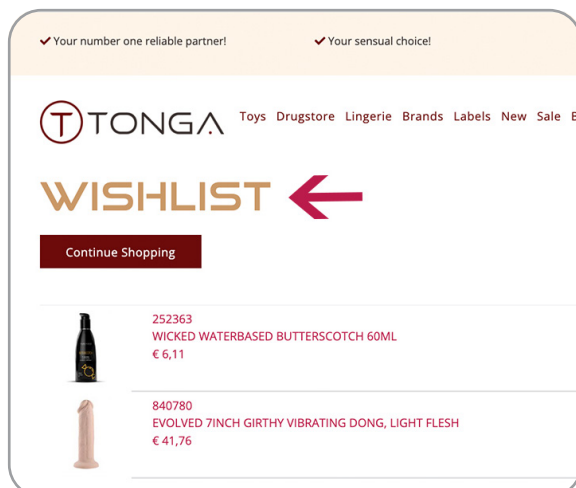 Your number one reliable partner!
Your sensual choice!
TONGA
Toys Drugstore Lingerie Brands Labels New Sale
WISHLIST
Continue Shopping
252363
WICKED WATERBASED BUTTERSCOTCH 60ML
€ 6,11
840780
EVOLVED 7INCH GIRTHY VIBRATING DONG, LIGHT FLESH
€ 41,76